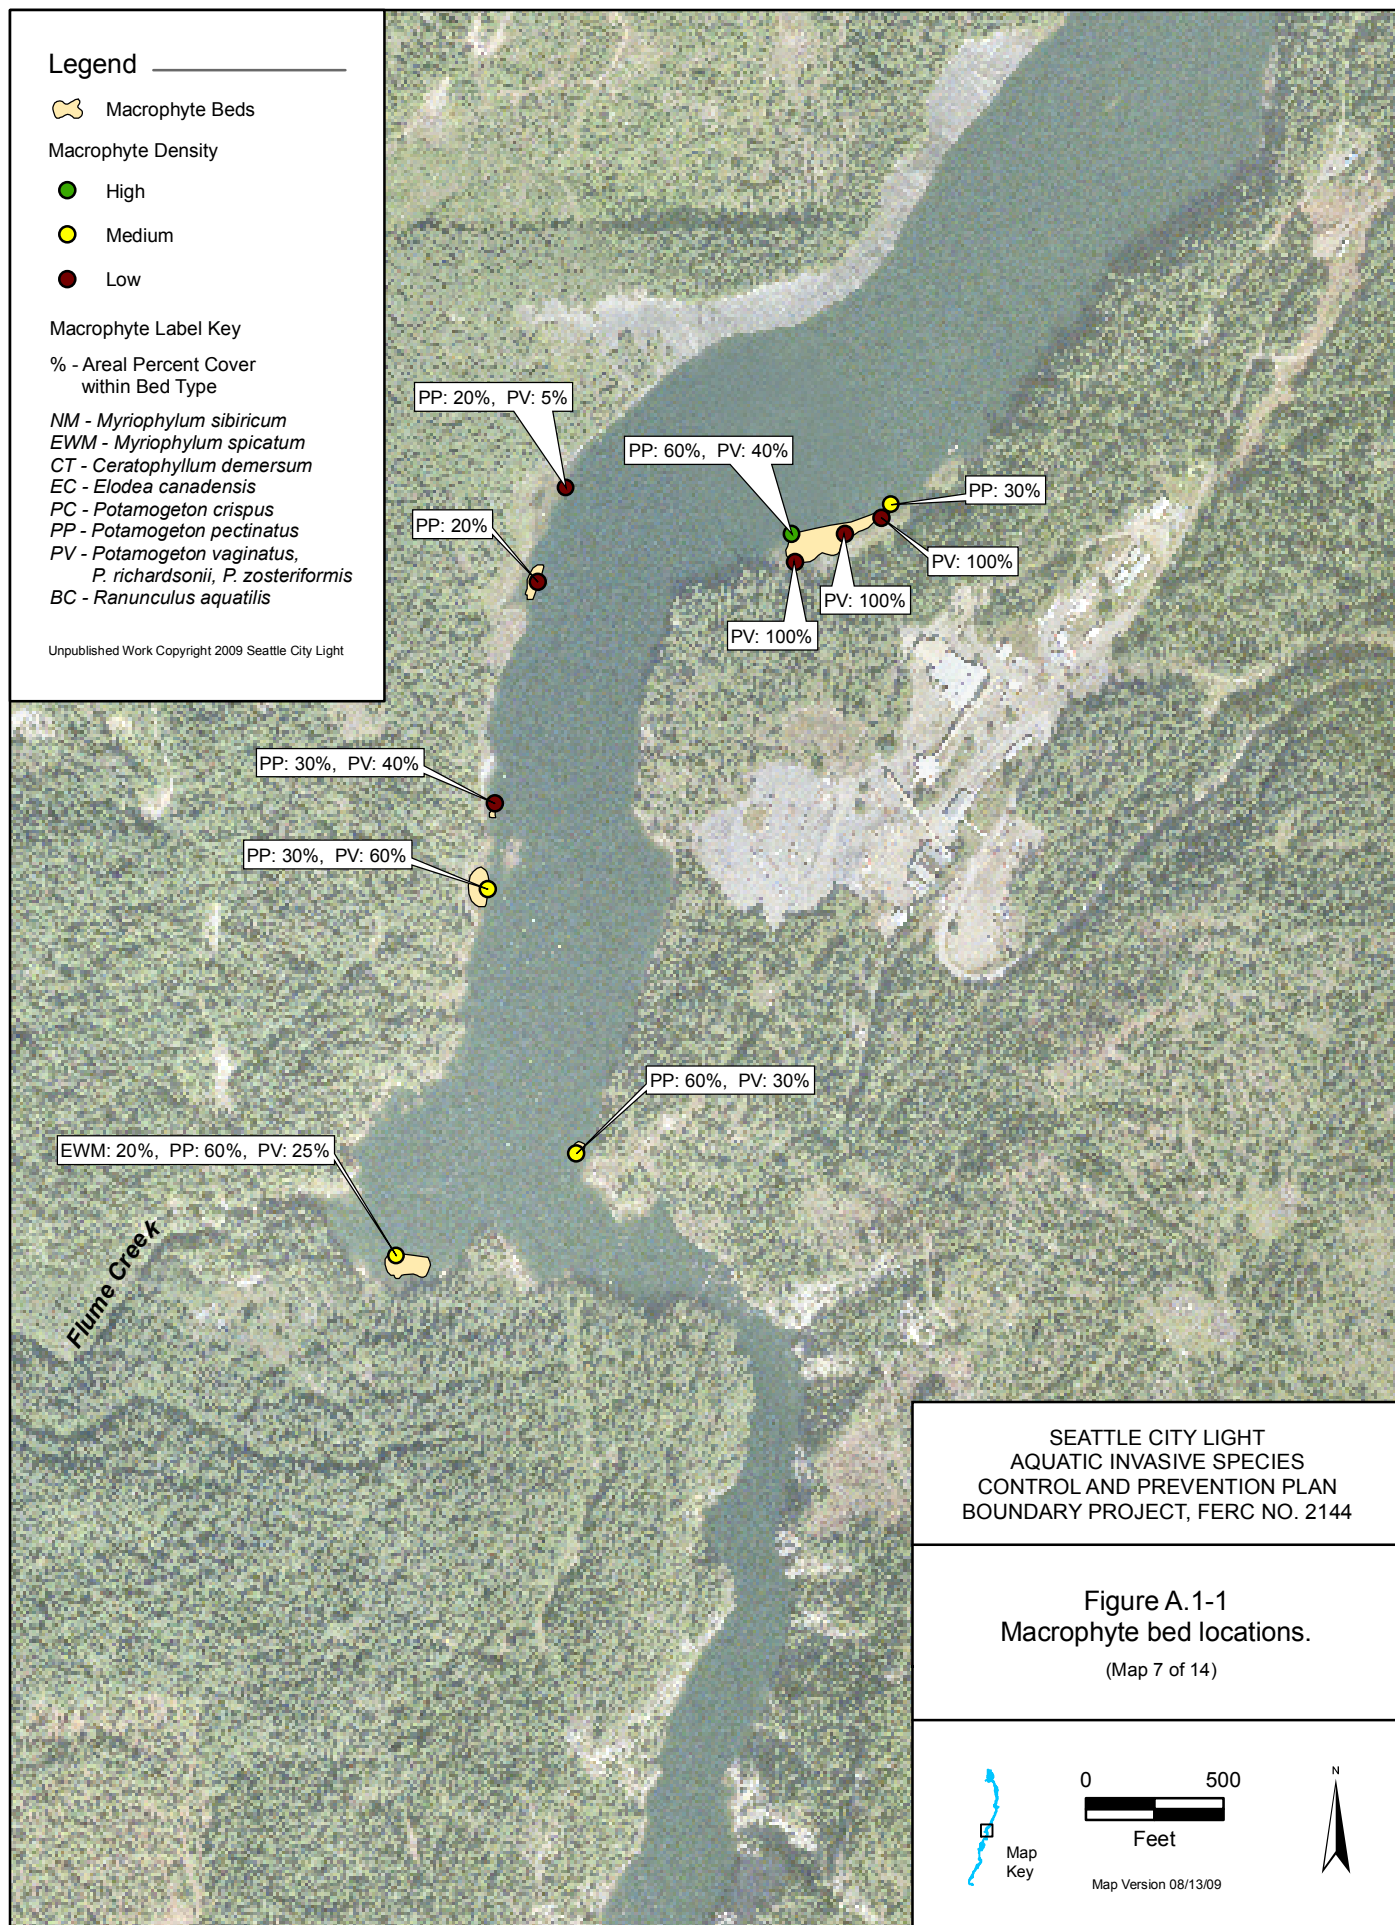 Legend
Macrophyte Beds
Macrophyte Density
High
Medium
Low
Macrophyte Label Key
% - Areal Percent Cover
within Bed Type
NM - Myriophylum sibiricum
EWM - Myriophylum spicatum
CT - Ceratophyllum demersum
EC - Elodea canadensis
PC - Potamogeton crispus
PP - Potamogeton pectinatus
PV - Potamogeton vaginatus,
P. richardsonii, P. zosteriformis
BC - Ranunculus aquatilis
Unpublished Work Copyright 2009 Seattle City Light
PP: 20%, PV: 5%
PP: 60%, PV: 40%
PP: 30%
PP: 20%
PV: 100%
PV: 100%
PV: 100%
PP: 30%, PV: 40%
PP: 30%, PV: 60%
PP: 60%, PV: 30%
EWM: 20%, PP: 60%, PV: 25%
Flume Creek
SEATTLE CITY LIGHT
AQUATIC INVASIVE SPECIES
CONTROL AND PREVENTION PLAN
BOUNDARY PROJECT, FERC NO. 2144
Figure A.1-1
Macrophyte bed locations.
(Map 7 of 14)
Map
Key
0 500
Feet
Map Version 08/13/09
N